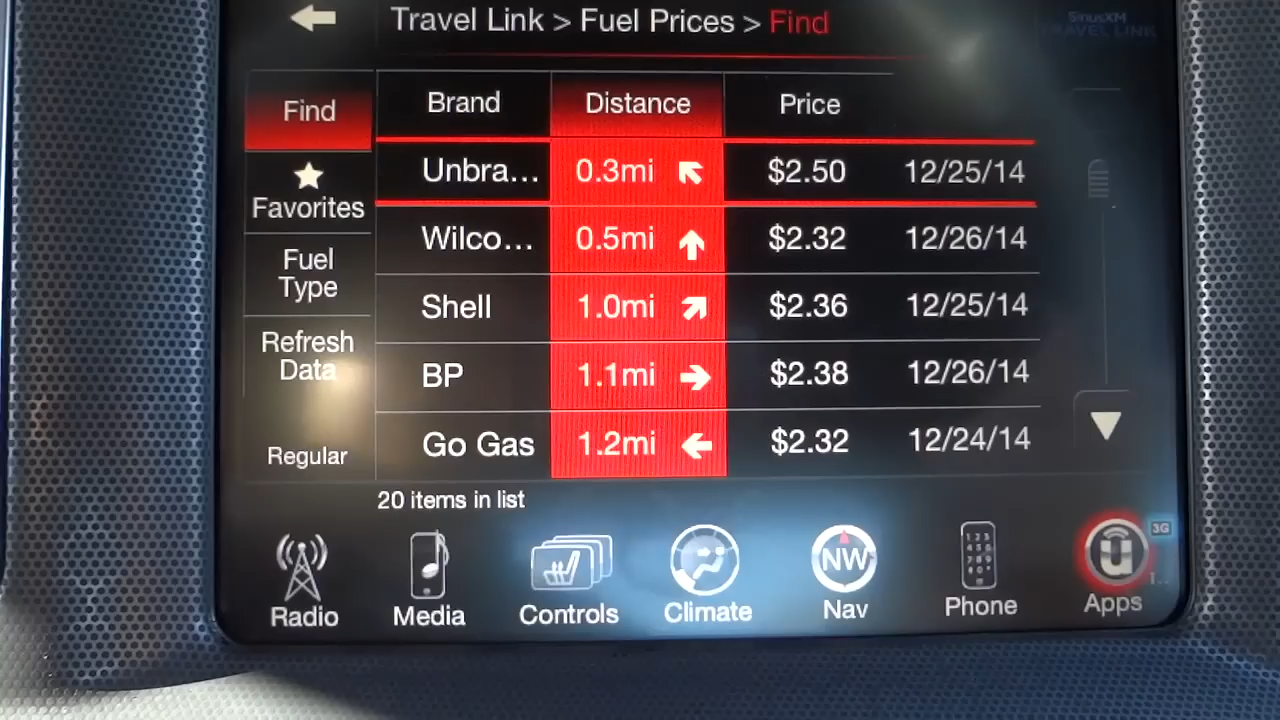 Travel Link > Fuel Prices > Find
SiriusXM
TRAVEL LINK
Find
Brand Distance Price
Unbra... 0.3mi $2.50 12/25/14
Favorites
Wilco... 0.5mi $2.32 12/26/14
Fuel
Type
Shell 1.0mi $2.36 12/25/14
Refresh
Data
BP 1.1mi $2.38 12/26/14
Regular
Go Gas 1.2mi $2.32 12/24/14
20 items in list
NW
3G
Radio Media Controls Climate Nav Phone Apps